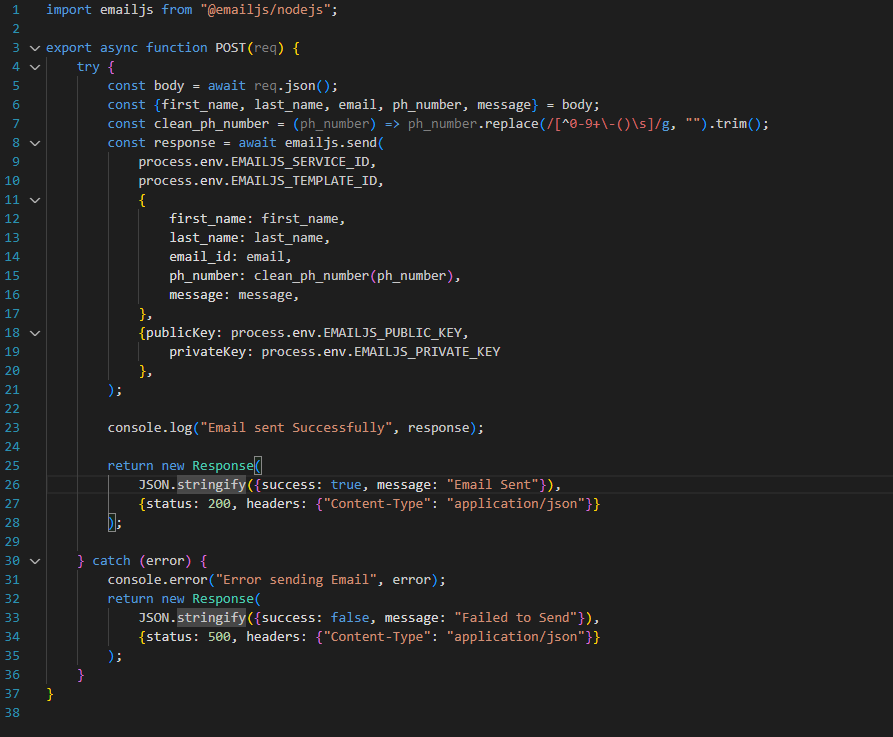 1 import emailjs from "@emailjs/nodejs";
2
3 export async function POST(req) {
4     try {
5         const body = await req.json();
6         const {first_name, last_name, email, ph_number, message} = body;
7         const clean_ph_number = (ph_number) => ph_number.replace(/[^0-9+\-()\s]/g, "").trim();
8         const response = await emailjs.send(
9             process.env.EMAILJS_SERVICE_ID,
10             process.env.EMAILJS_TEMPLATE_ID,
11             {
12                 first_name: first_name,
13                 last_name: last_name,
14                 email_id: email,
15                 ph_number: clean_ph_number(ph_number),
16                 message: message,
17             },
18             {publicKey: process.env.EMAILJS_PUBLIC_KEY,
19                 privateKey: process.env.EMAILJS_PRIVATE_KEY
20             },
21         );
22
23         console.log("Email sent Successfully", response);
24
25         return new Response(
26             JSON.stringify({success: true, message: "Email Sent"}),
27             {status: 200, headers: {"Content-Type": "application/json"}}
28         );
29
30     } catch (error) {
31         console.error("Error sending Email", error);
32         return new Response(
33             JSON.stringify({success: false, message: "Failed to Send"}),
34             {status: 500, headers: {"Content-Type": "application/json"}}
35         );
36     }
37 }
38